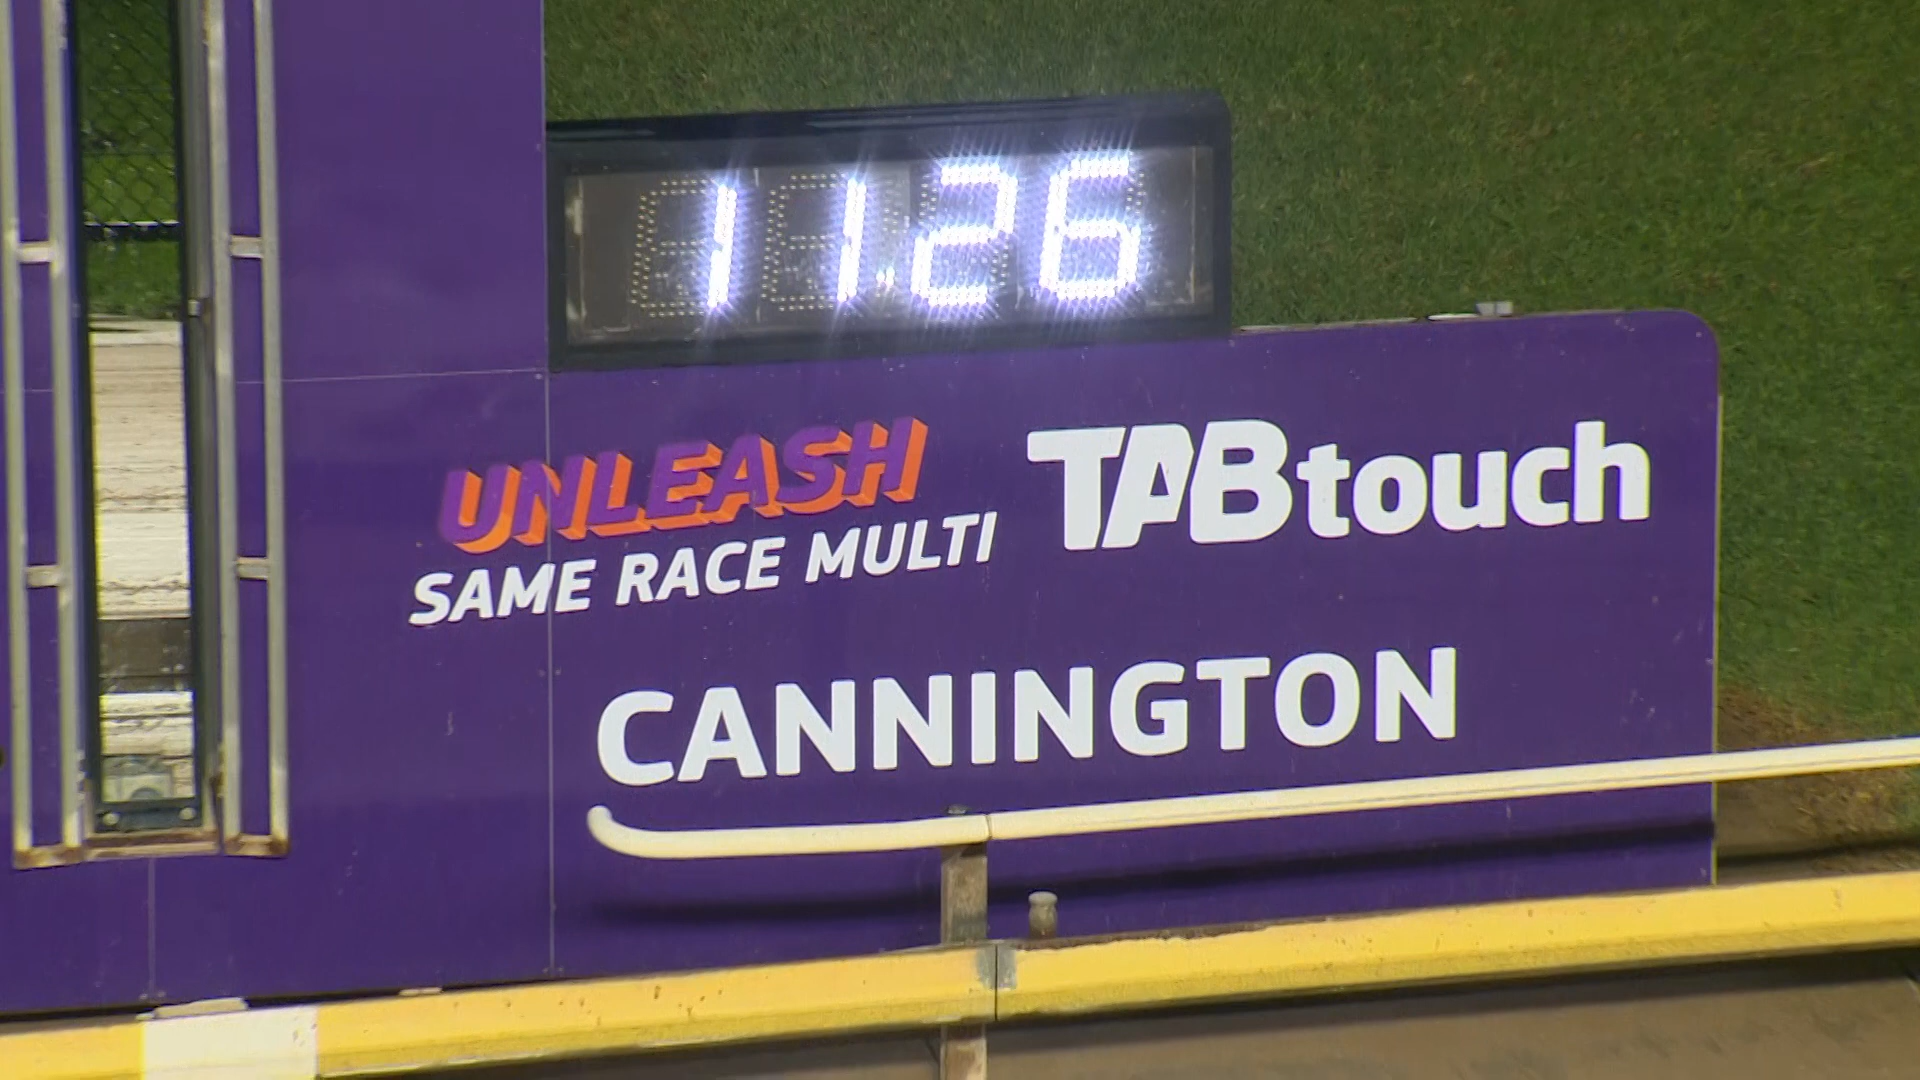 11.26
UNLEASH
SAME RACE MULTI
TABtouch
CANNINGTON